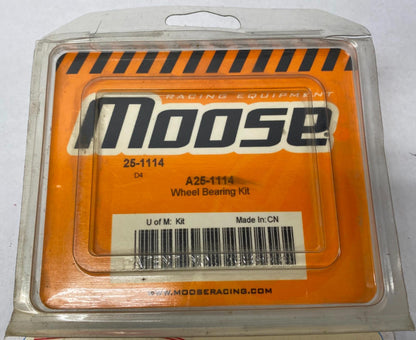 RACING EQUIPMENT
Moose
25-1114
D4
A25-1114
Wheel Bearing Kit
U of M: Kit Made In: CN
WWW.MOOSERACING.COM